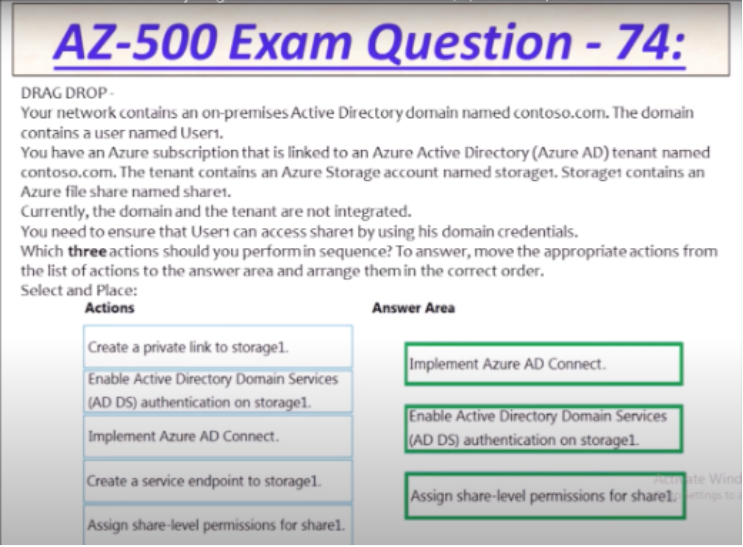 AZ-500 Exam Question - 74:
DRAG DROP -
Your network contains an on-premises Active Directory domain named contoso.com. The domain
contains a user named User1.
You have an Azure subscription that is linked to an Azure Active Directory (Azure AD) tenant named
contoso.com. The tenant contains an Azure Storage account named storage1. Storage1 contains an
Azure file share named share1.
Currently, the domain and the tenant are not integrated.
You need to ensure that User1 can access share1 by using his domain credentials.
Which three actions should you perform in sequence? To answer, move the appropriate actions from
the list of actions to the answer area and arrange them in the correct order.
Select and Place:
Actions
Answer Area
Create a private link to storage1.
Enable Active Directory Domain Services
(AD DS) authentication on storage1.
Implement Azure AD Connect.
Create a service endpoint to storage1.
Assign share-level permissions for share1.
Implement Azure AD Connect.
Enable Active Directory Domain Services
(AD DS) authentication on storage1.
Assign share-level permissions for share1.